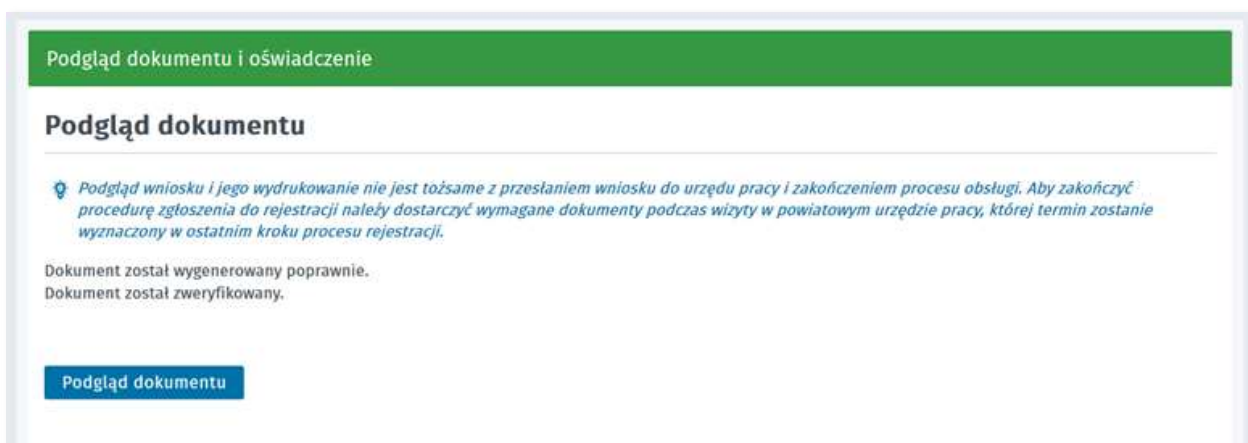 Podgląd dokumentu i oświadczenie
Podgląd dokumentu
Podgląd wniosku i jego wydrukowanie nie jest tożsame z przesłaniem wniosku do urzędu pracy i zakończeniem procesu obsługi. Aby zakończyć
procedurę zgłoszenia do rejestracji należy dostarczyć wymagane dokumenty podczas wizyty w powiatowym urzędzie pracy, której termin zostanie
wyznaczony w ostatnim kroku procesu rejestracji.
Dokument został wygenerowany poprawnie.
Dokument został zweryfikowany.
Podgląd dokumentu